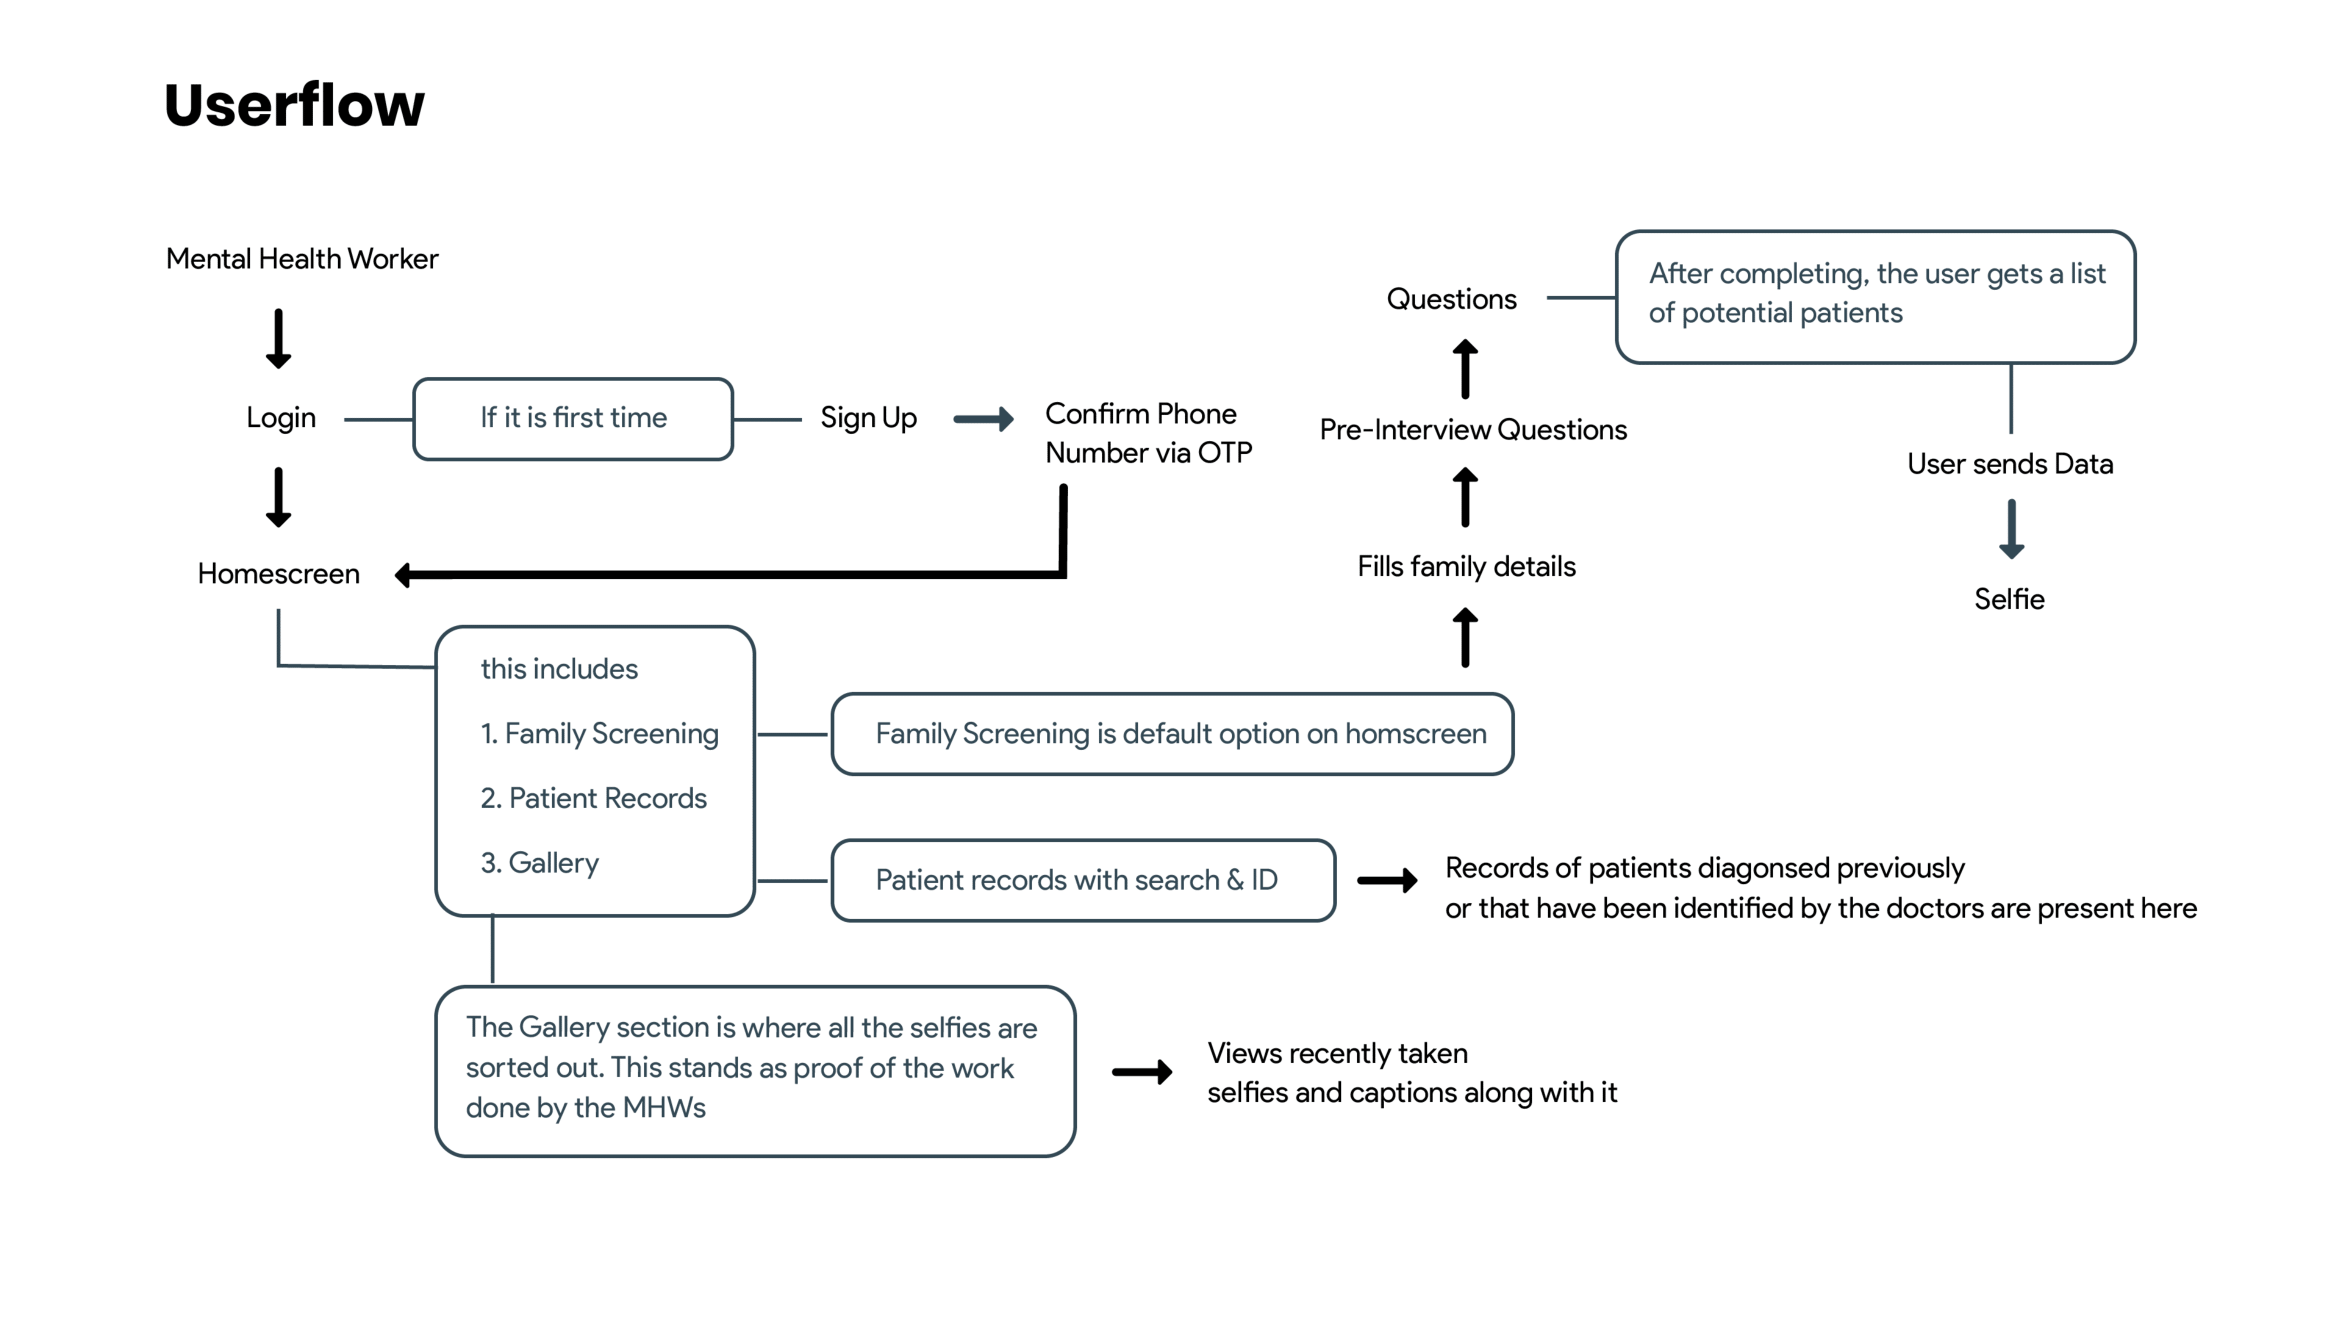 Userflow
Mental Health Worker
Login
If it is first time
Sign Up
Confirm Phone
Number via OTP
Homescreen
this includes
1. Family Screening
2. Patient Records
3. Gallery
Family Screening is default option on homscreen
Fills family details
Pre-Interview Questions
Questions
After completing, the user gets a list
of potential patients
User sends Data
Selfie
Patient records with search & ID
Records of patients diagonsed previously
or that have been identified by the doctors are present here
The Gallery section is where all the selfies are
sorted out. This stands as proof of the work
done by the MHWs
Views recently taken
selfies and captions along with it